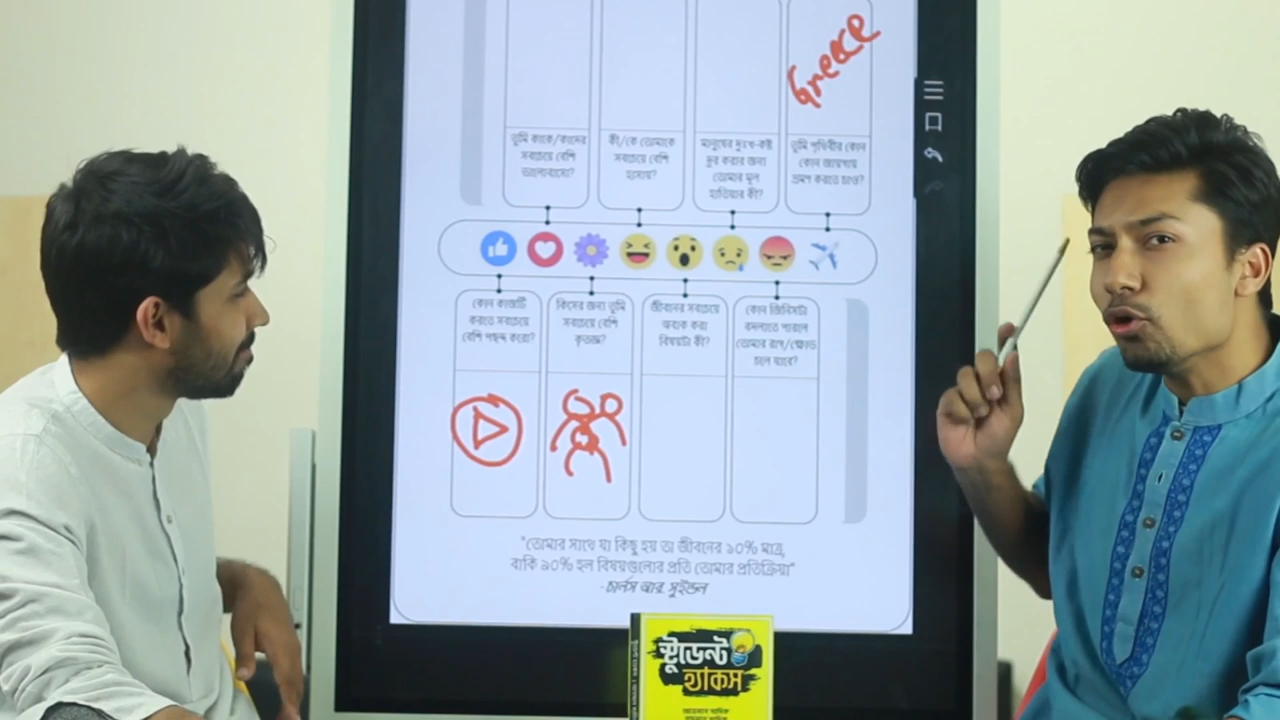 Greece
তুমি কাকে/কাদের
সবচেয়ে বেশি
ভালোবাসো?
কী/কে তোমাকে
সবচেয়ে বেশি
হাসায়?
মানুষের দুঃখ-কষ্ট
দূর করার জন্য
তোমার মূল
হাতিয়ার কী?
তুমি পৃথিবীর কোন
কোন জায়গায়
ভ্রমণ করতে চাও?
কোন কাজটি
করতে সবচেয়ে
বেশি পছন্দ করো?
কিসের জন্য তুমি
সবচেয়ে বেশি
কৃতজ্ঞ?
জীবনের সবচেয়ে
অবাক করা
বিষয়টা কী?
কোন জিনিসটা
বদলাতে পারলে
তোমার রাগ/ক্ষোভ
চলে যাবে?
"তোমার সাথে যা কিছু হয় তা জীবনের ১০% মাত্র,
বাকি ৯০% হল বিষয়গুলোর প্রতি তোমার প্রতিক্রিয়া"
-চার্লস আর. সুইন্ডল
স্টুডেন্ট
হ্যাকস
আয়মান সাদিক
সাদমান সাদিক